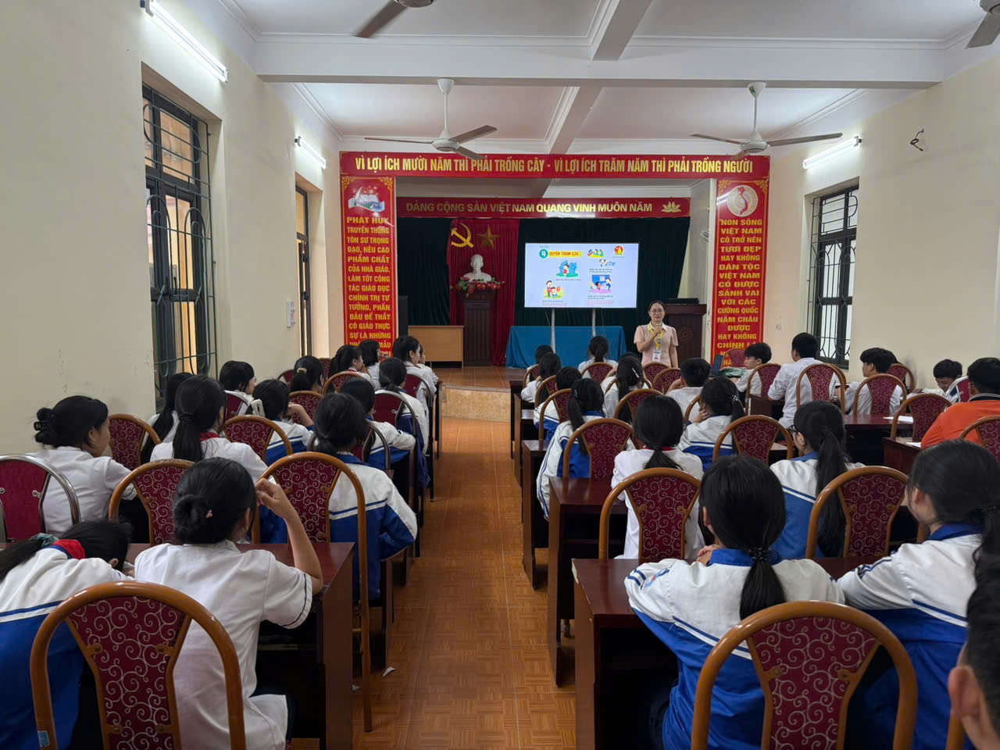 VÌ LỢI ÍCH MƯỜI NĂM THÌ PHẢI TRỒNG CÂY - VÌ LỢI ÍCH TRĂM NĂM THÌ PHẢI TRỒNG NGƯỜI
ĐẢNG CỘNG SẢN VIỆT NAM QUANG VINH MUÔN NĂM
PHÁT HUY
TRUYỀN THỐNG
TÔN SƯ TRỌNG
ĐẠO, NÊU CAO
PHẨM CHẤT
CỦA NHÀ GIÁO,
LÀM TỐT CÔNG
TÁC GIÁO DỤC
CHÍNH TRỊ TƯ
TƯỞNG, PHẤN
ĐẤU ĐỂ THẦY
CÔ GIÁO THỰC
SỰ LÀ NHỮNG
4
QUYỀN THAM GIA
NON SÔNG
VIỆT NAM
CÓ TRỞ NÊN
TƯƠI ĐẸP
HAY KHÔNG
DÂN TỘC
VIỆT NAM
CÓ ĐƯỢC
SÁNH VAI
VỚI CÁC
CƯỜNG QUỐC
NĂM CHÂU
ĐƯỢC
HAY KHÔNG
CHÍNH